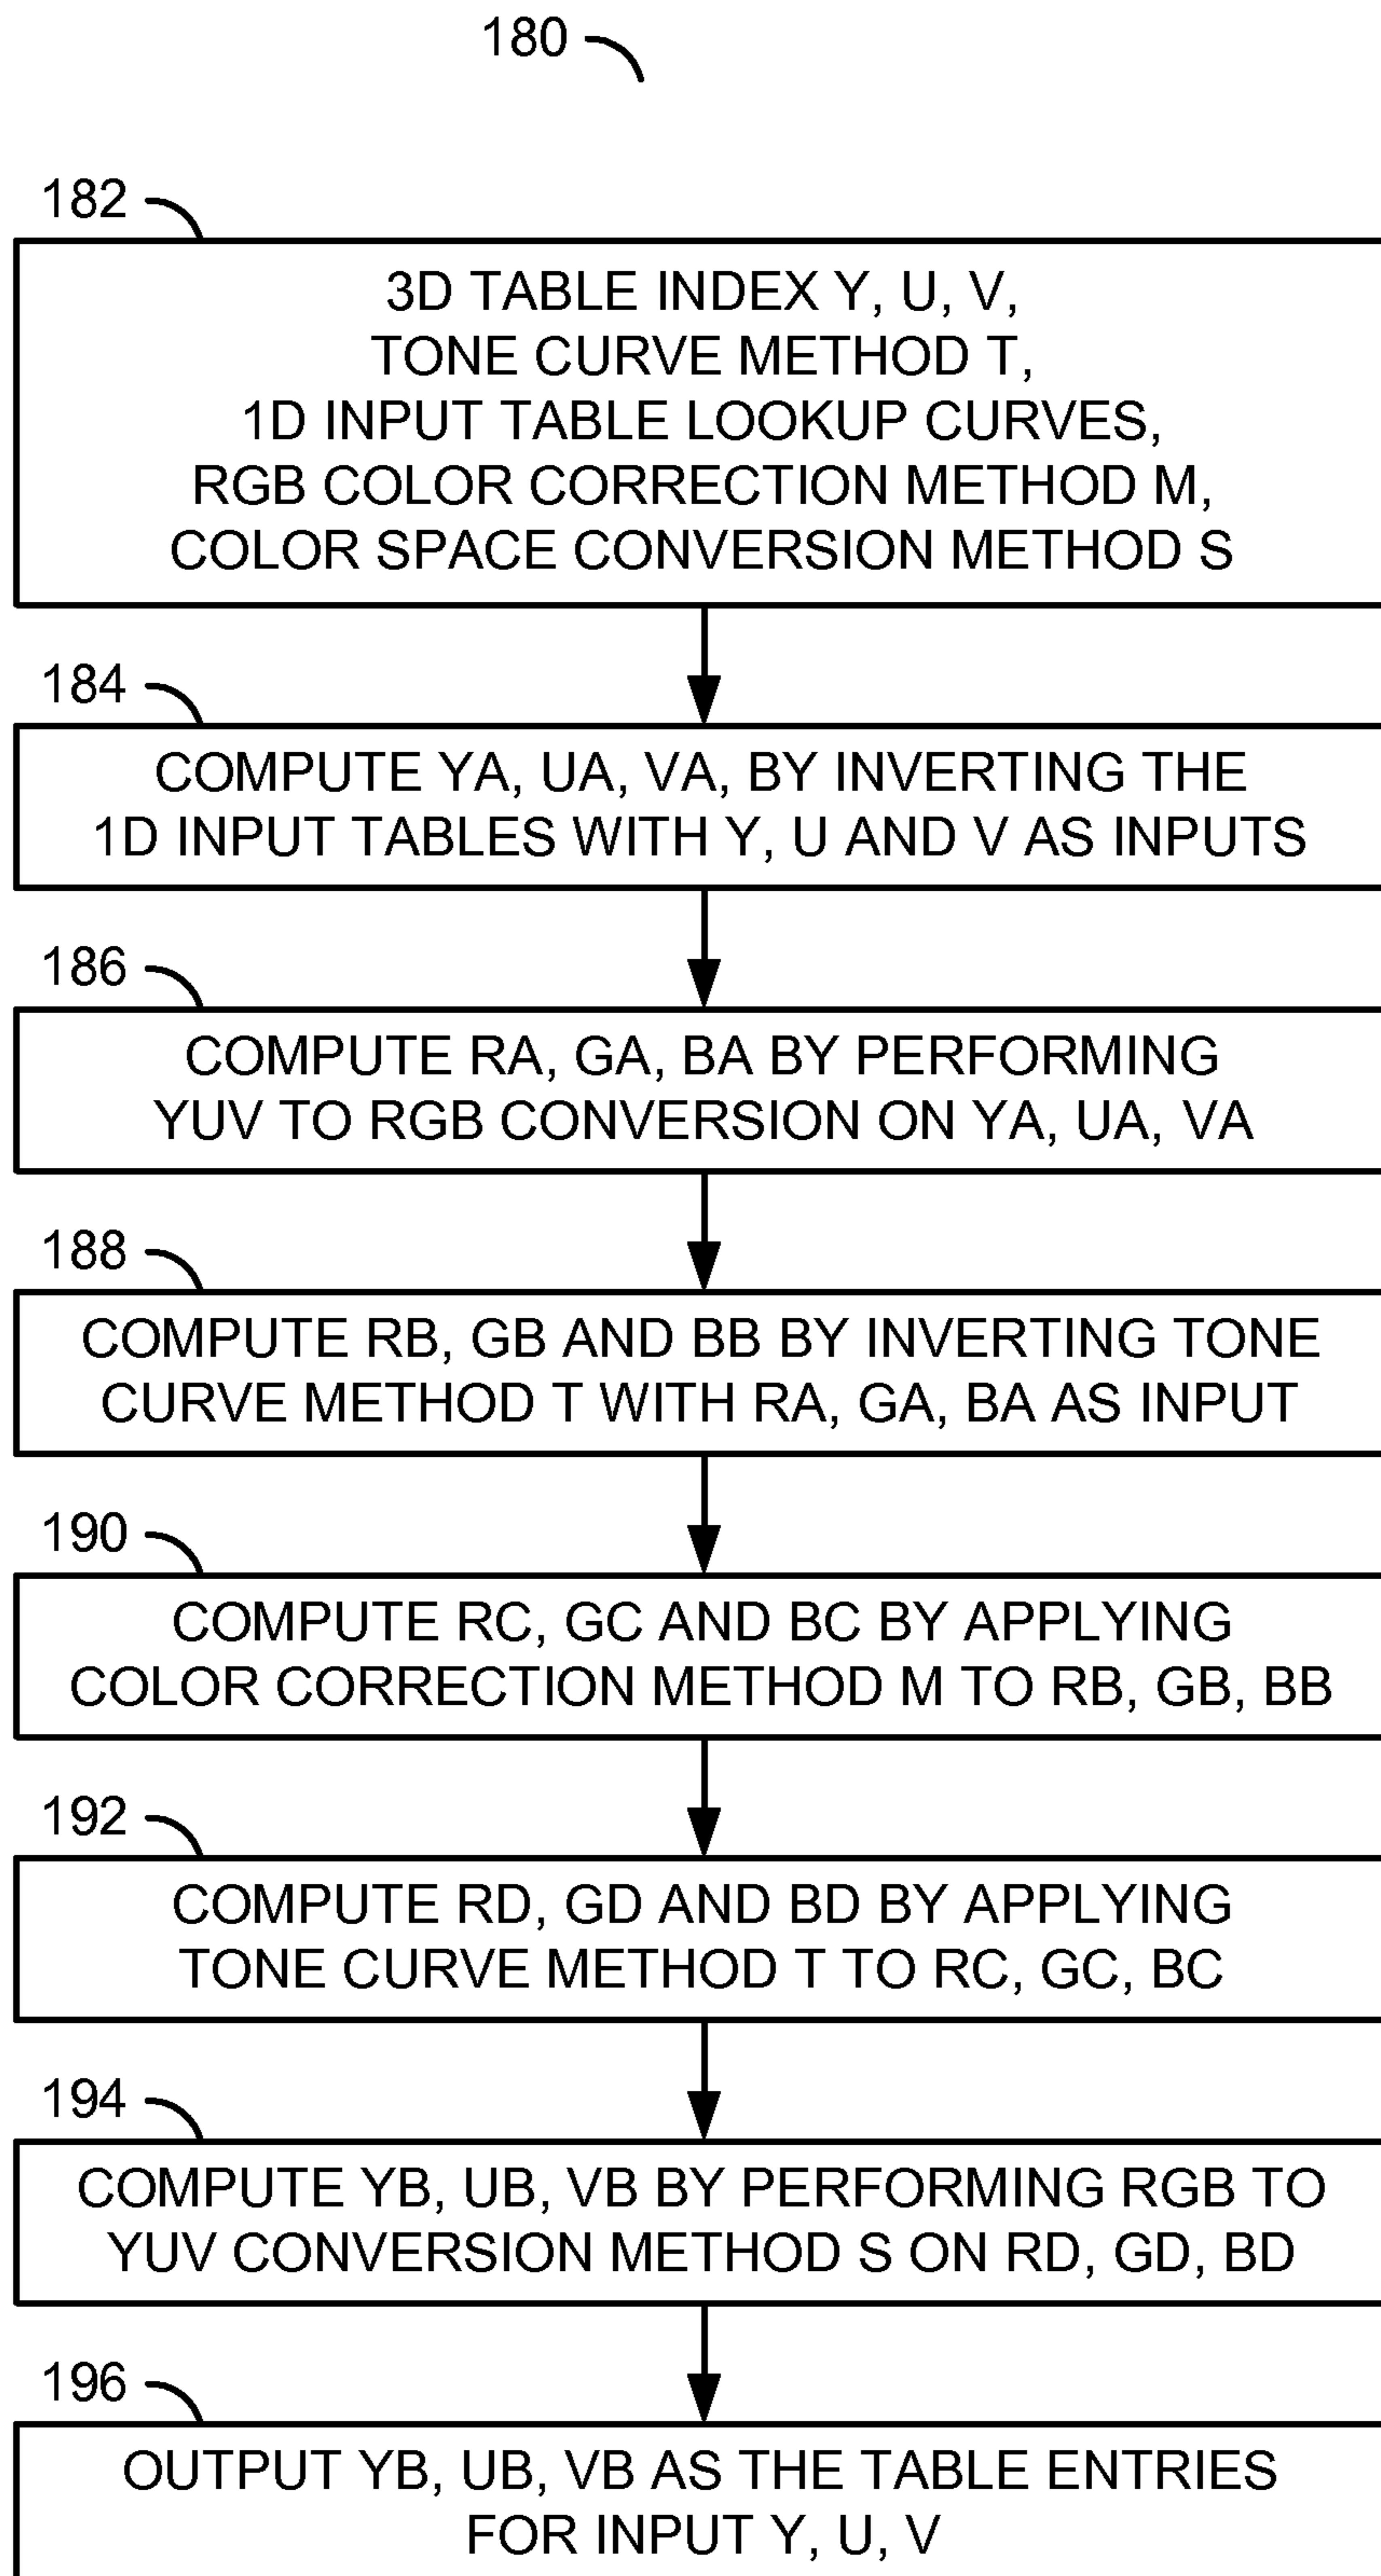 180
182
3D TABLE INDEX Y, U, V,
TONE CURVE METHOD T,
1D INPUT TABLE LOOKUP CURVES,
RGB COLOR CORRECTION METHOD M,
COLOR SPACE CONVERSION METHOD S
184
COMPUTE YA, UA, VA, BY INVERTING THE
1D INPUT TABLES WITH Y, U AND V AS INPUTS
186
COMPUTE RA, GA, BA BY PERFORMING
YUV TO RGB CONVERSION ON YA, UA, VA
188
COMPUTE RB, GB AND BB BY INVERTING TONE
CURVE METHOD T WITH RA, GA, BA AS INPUT
190
COMPUTE RC, GC AND BC BY APPLYING
COLOR CORRECTION METHOD M TO RB, GB, BB
192
COMPUTE RD, GD AND BD BY APPLYING
TONE CURVE METHOD T TO RC, GC, BC
194
COMPUTE YB, UB, VB BY PERFORMING RGB TO
YUV CONVERSION METHOD S ON RD, GD, BD
196
OUTPUT YB, UB, VB AS THE TABLE ENTRIES
FOR INPUT Y, U, V